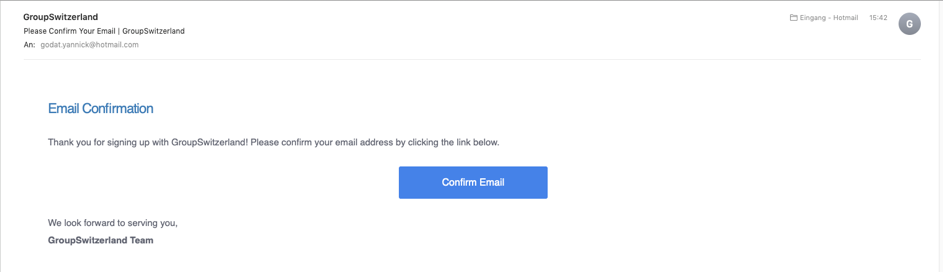 GroupSwitzerland
Eingang - Hotmail 15:42
G
Please Confirm Your Email | GroupSwitzerland
An: godat.yannick@hotmail.com
Email Confirmation
Thank you for signing up with GroupSwitzerland! Please confirm your email address by clicking the link below.
Confirm Email
We look forward to serving you,
GroupSwitzerland Team